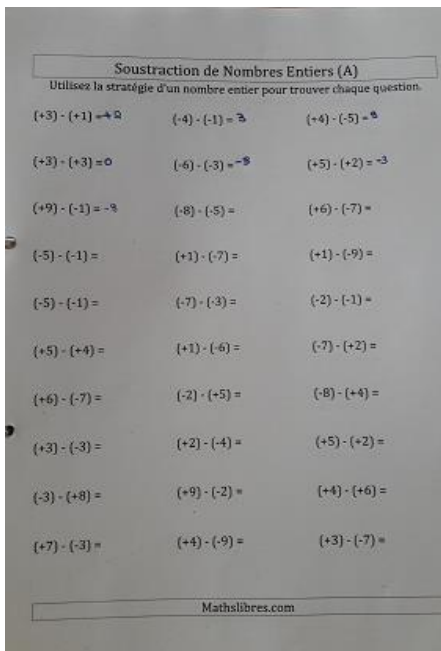 Soustraction de Nombres Entiers (A)
Utilisez la stratégie d'un nombre entier pour trouver chaque question.
(+3) - (+1) =+2 (-4) - (-1) = 3 (+4) - (-5) = 9
(+3) - (+3) =0 (-6) - (-3) =-8 (+5) - (+2) = -3
(+9) - (-1) = -8 (-8) - (-5) = (+6) - (-7) =
(-5) - (-1) = (+1) - (-7) = (+1) - (-9) =
(-5) - (-1) = (-7) - (-3) = (-2) - (-1) =
(+5) - (+4) = (+1) - (-6) = (-7) - (+2) =
(+6) - (-7) = (-2) - (+5) = (-8) - (+4) =
(+3) - (-3) = (+2) - (-4) = (+5) - (+2) =
(-3) - (+8) = (+9) - (-2) = (+4) - (+6) =
(+7) - (-3) = (+4) - (-9) = (+3) - (-7) =
Mathslibres.com